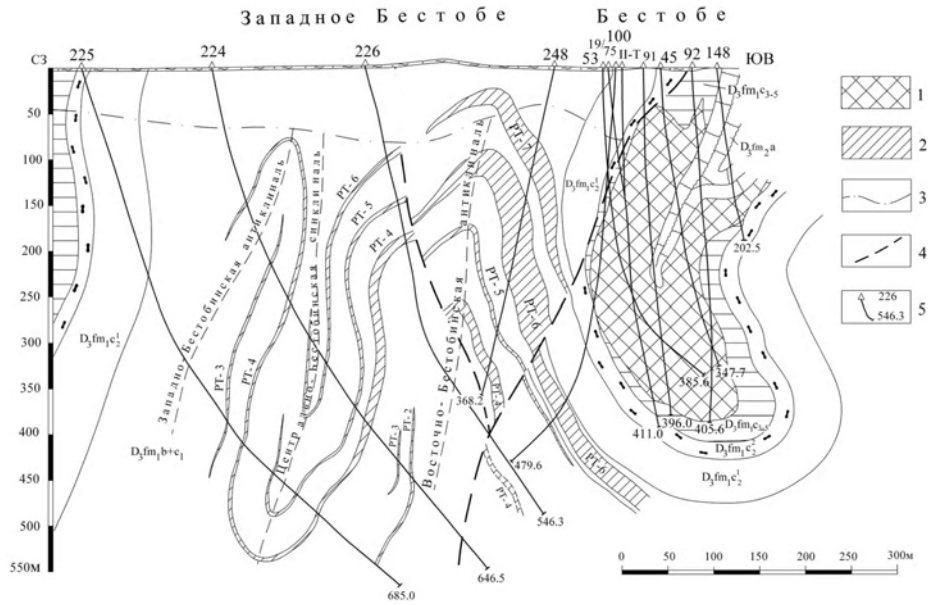 Западное Бестобе Бестобе
225 224 226 248 53 19/ 75 100 II-Т 91 45 92 148
СЗ ЮВ
50
100
150
200
250
300
350
400
450
500
550м
D₃fm₁c₃₋₅
D₃fm₂a
D₃fm₁c₂¹
D₃fm₁c₂¹
D₃fm₁b+c₁
D₃fm₁c₃₋₅
D₃fm₁c₂²
D₃fm₁c₂¹
Западно-Бестобинская антиклиналь
Центрально-Бестобинская синклиналь
Восточно-Бестобинская антиклиналь
РТ-3
РТ-4
РТ-6
РТ-5
РТ-4
РТ-3
РТ-2
РТ-7
РТ-5
РТ-6
РТ-4
РТ-4
РТ-6
202.5
347.7
385.6
368.2
396.0
405.6
411.0
479.6
546.3
646.5
685.0
1
2
3
4
226
546.3
5
0 50 100 150 200 250 300м